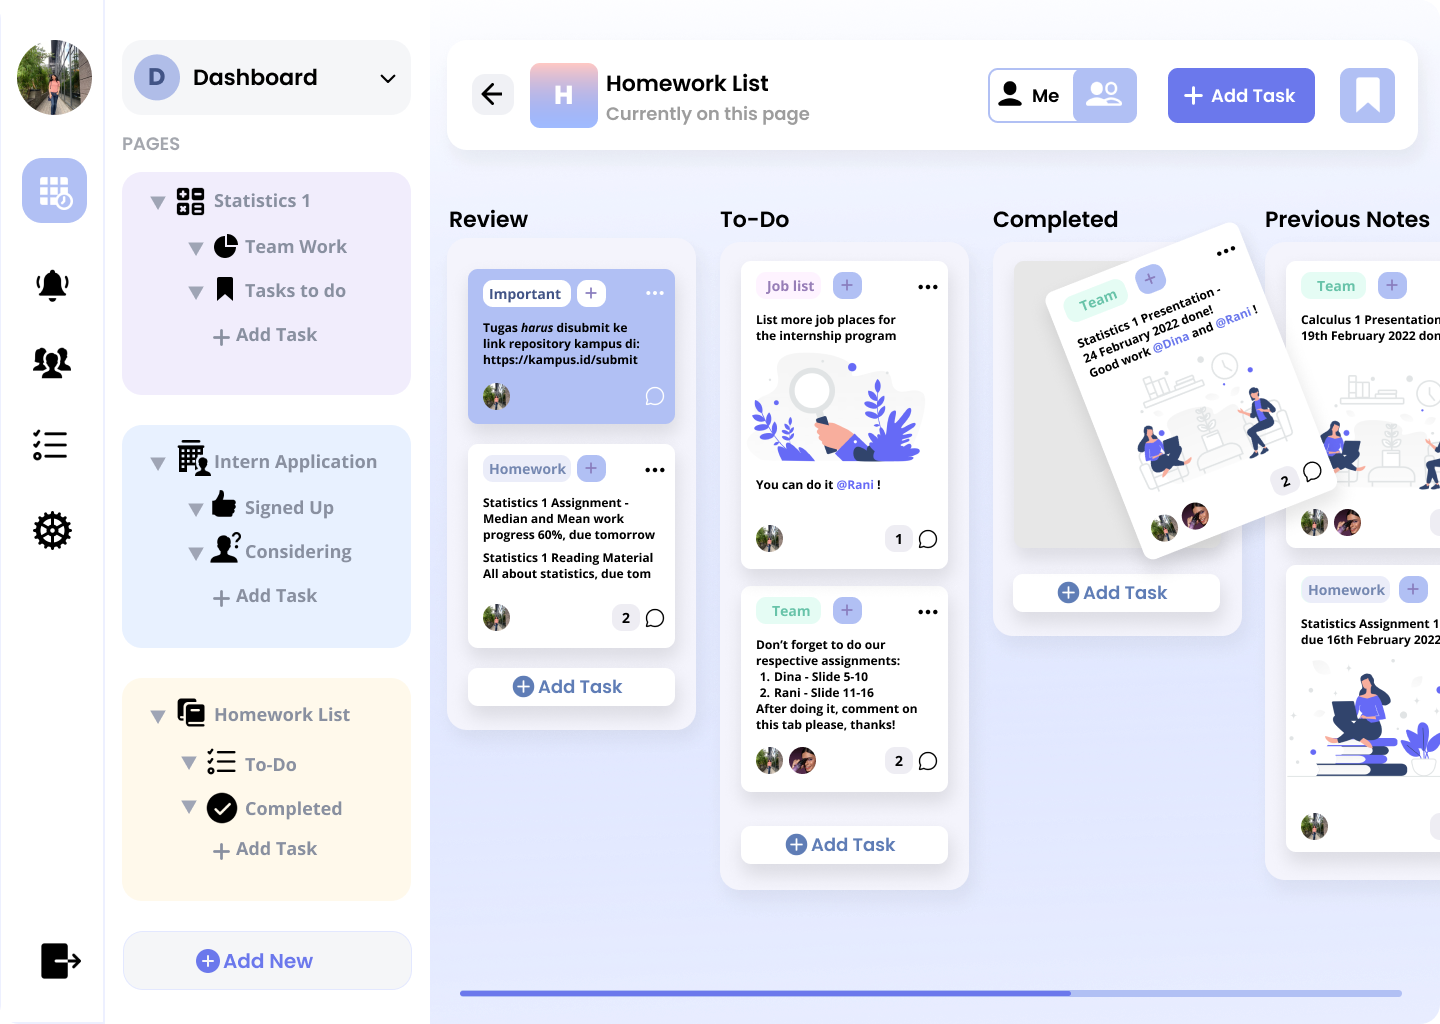 D Dashboard
PAGES
Statistics 1
Team Work
Tasks to do
Add Task
Intern Application
Signed Up
?
Considering
Add Task
Homework List
To-Do
Completed
Add Task
Add New
H
Homework List
Currently on this page
Me
+ Add Task
Review
Important +
Tugas harus disubmit ke
link repository kampus di:
https://kampus.id/submit
Homework +
Statistics 1 Assignment -
Median and Mean work
progress 60%, due tomorrow
Statistics 1 Reading Material
All about statistics, due tom
2
Add Task
To-Do
Job list +
List more job places for
the internship program
You can do it @Rani !
1
Team +
Don't forget to do our
respective assignments:
1. Dina - Slide 5-10
2. Rani - Slide 11-16
After doing it, comment on
this tab please, thanks!
2
Add Task
Completed
Team +
Statistics 1 Presentation -
24 February 2022 done!
Good work @Dina and @Rani !
2
Add Task
Previous Notes
Team +
Calculus 1 Presentation
19th February 2022 don
Homework +
Statistics Assignment 1
due 16th February 2022